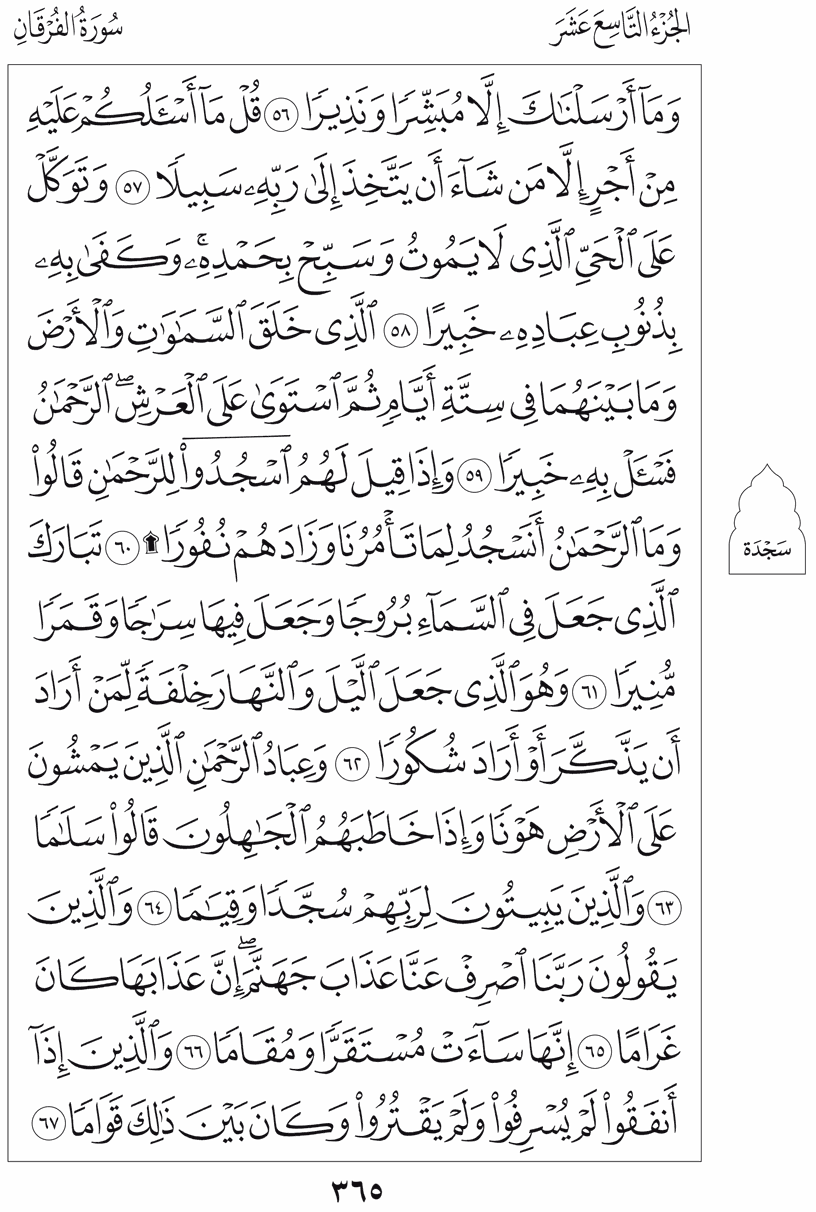 الجُزْءُ التَّاسِعَ عَشَرَ
سُورَةُ الفُرْقَانِ
وَمَآ أَرْسَلْنَٰكَ إِلَّا مُبَشِّرًا وَنَذِيرًا ۝٥٦ قُلْ مَآ أَسْـَٔلُكُمْ عَلَيْهِ
مِنْ أَجْرٍ إِلَّا مَن شَآءَ أَن يَتَّخِذَ إِلَىٰ رَبِّهِۦ سَبِيلًا ۝٥٧ وَتَوَكَّلْ
عَلَى ٱلْحَىِّ ٱلَّذِى لَا يَمُوتُ وَسَبِّحْ بِحَمْدِهِۦۚ وَكَفَىٰ بِهِۦ
بِذُنُوبِ عِبَادِهِۦ خَبِيرًا ۝٥٨ ٱلَّذِى خَلَقَ ٱلسَّمَٰوَٰتِ وَٱلْأَرْضَ
وَمَا بَيْنَهُمَا فِى سِتَّةِ أَيَّامٍ ثُمَّ ٱسْتَوَىٰ عَلَى ٱلْعَرْشِۖ ٱلرَّحْمَٰنُ
فَسْـَٔلْ بِهِۦ خَبِيرًا ۝٥٩ وَإِذَا قِيلَ لَهُمُ ٱسْجُدُوا۟ لِلرَّحْمَٰنِ قَالُوا۟
وَمَا ٱلرَّحْمَٰنُ أَنَسْجُدُ لِمَا تَأْمُرُنَا وَزَادَهُمْ نُفُورًا ۩ ۝٦٠ تَبَارَكَ
ٱلَّذِى جَعَلَ فِى ٱلسَّمَآءِ بُرُوجًا وَجَعَلَ فِيهَا سِرَٰجًا وَقَمَرًا
مُّنِيرًا ۝٦١ وَهُوَ ٱلَّذِى جَعَلَ ٱلَّيْلَ وَٱلنَّهَارَ خِلْفَةً لِّمَنْ أَرَادَ
أَن يَذَّكَّرَ أَوْ أَرَادَ شُكُورًا ۝٦٢ وَعِبَادُ ٱلرَّحْمَٰنِ ٱلَّذِينَ يَمْشُونَ
عَلَى ٱلْأَرْضِ هَوْنًا وَإِذَا خَاطَبَهُمُ ٱلْجَٰهِلُونَ قَالُوا۟ سَلَٰمًا
۝٦٣ وَٱلَّذِينَ يَبِيتُونَ لِرَبِّهِمْ سُجَّدًا وَقِيَٰمًا ۝٦٤ وَٱلَّذِينَ
يَقُولُونَ رَبَّنَا ٱصْرِفْ عَنَّا عَذَابَ جَهَنَّمَۖ إِنَّ عَذَابَهَا كَانَ
غَرَامًا ۝٦٥ إِنَّهَا سَآءَتْ مُسْتَقَرًّا وَمُقَامًا ۝٦٦ وَٱلَّذِينَ إِذَآ
أَنفَقُوا۟ لَمْ يُسْرِفُوا۟ وَلَمْ يَقْتُرُوا۟ وَكَانَ بَيْنَ ذَٰلِكَ قَوَامًا ۝٦٧
سَجْدَة
٣٦٥